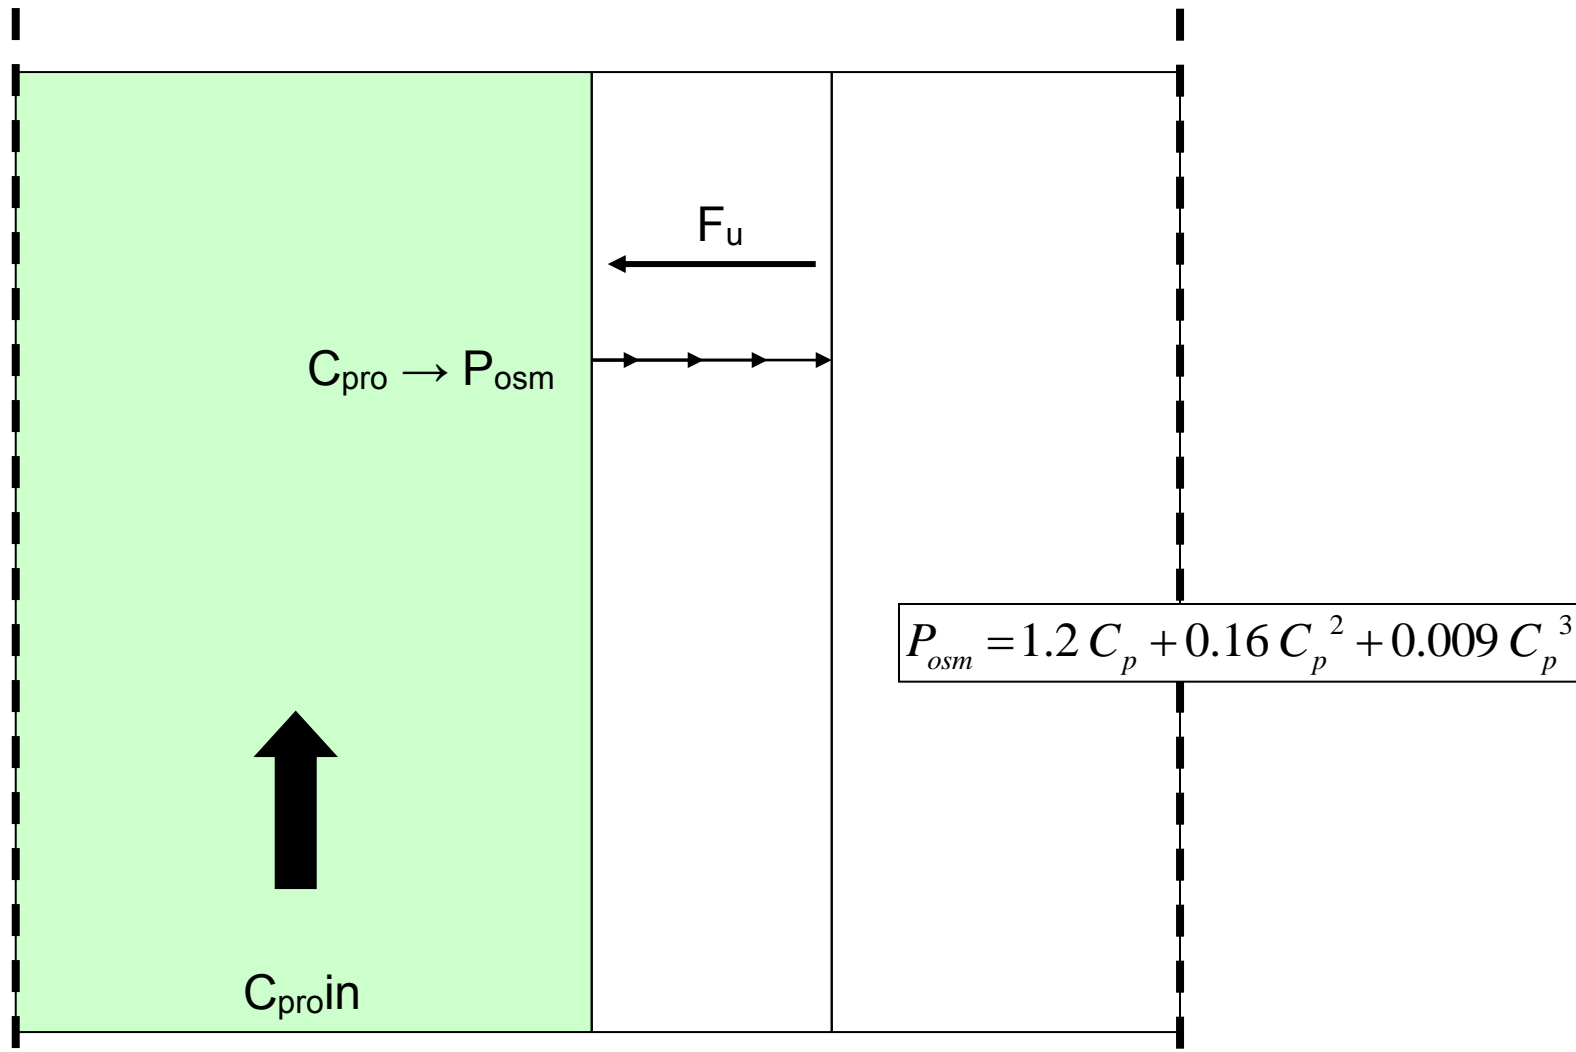 Fu
Cpro → Posm
Posm = 1.2 Cp + 0.16 Cp² + 0.009 Cp³
Cproin